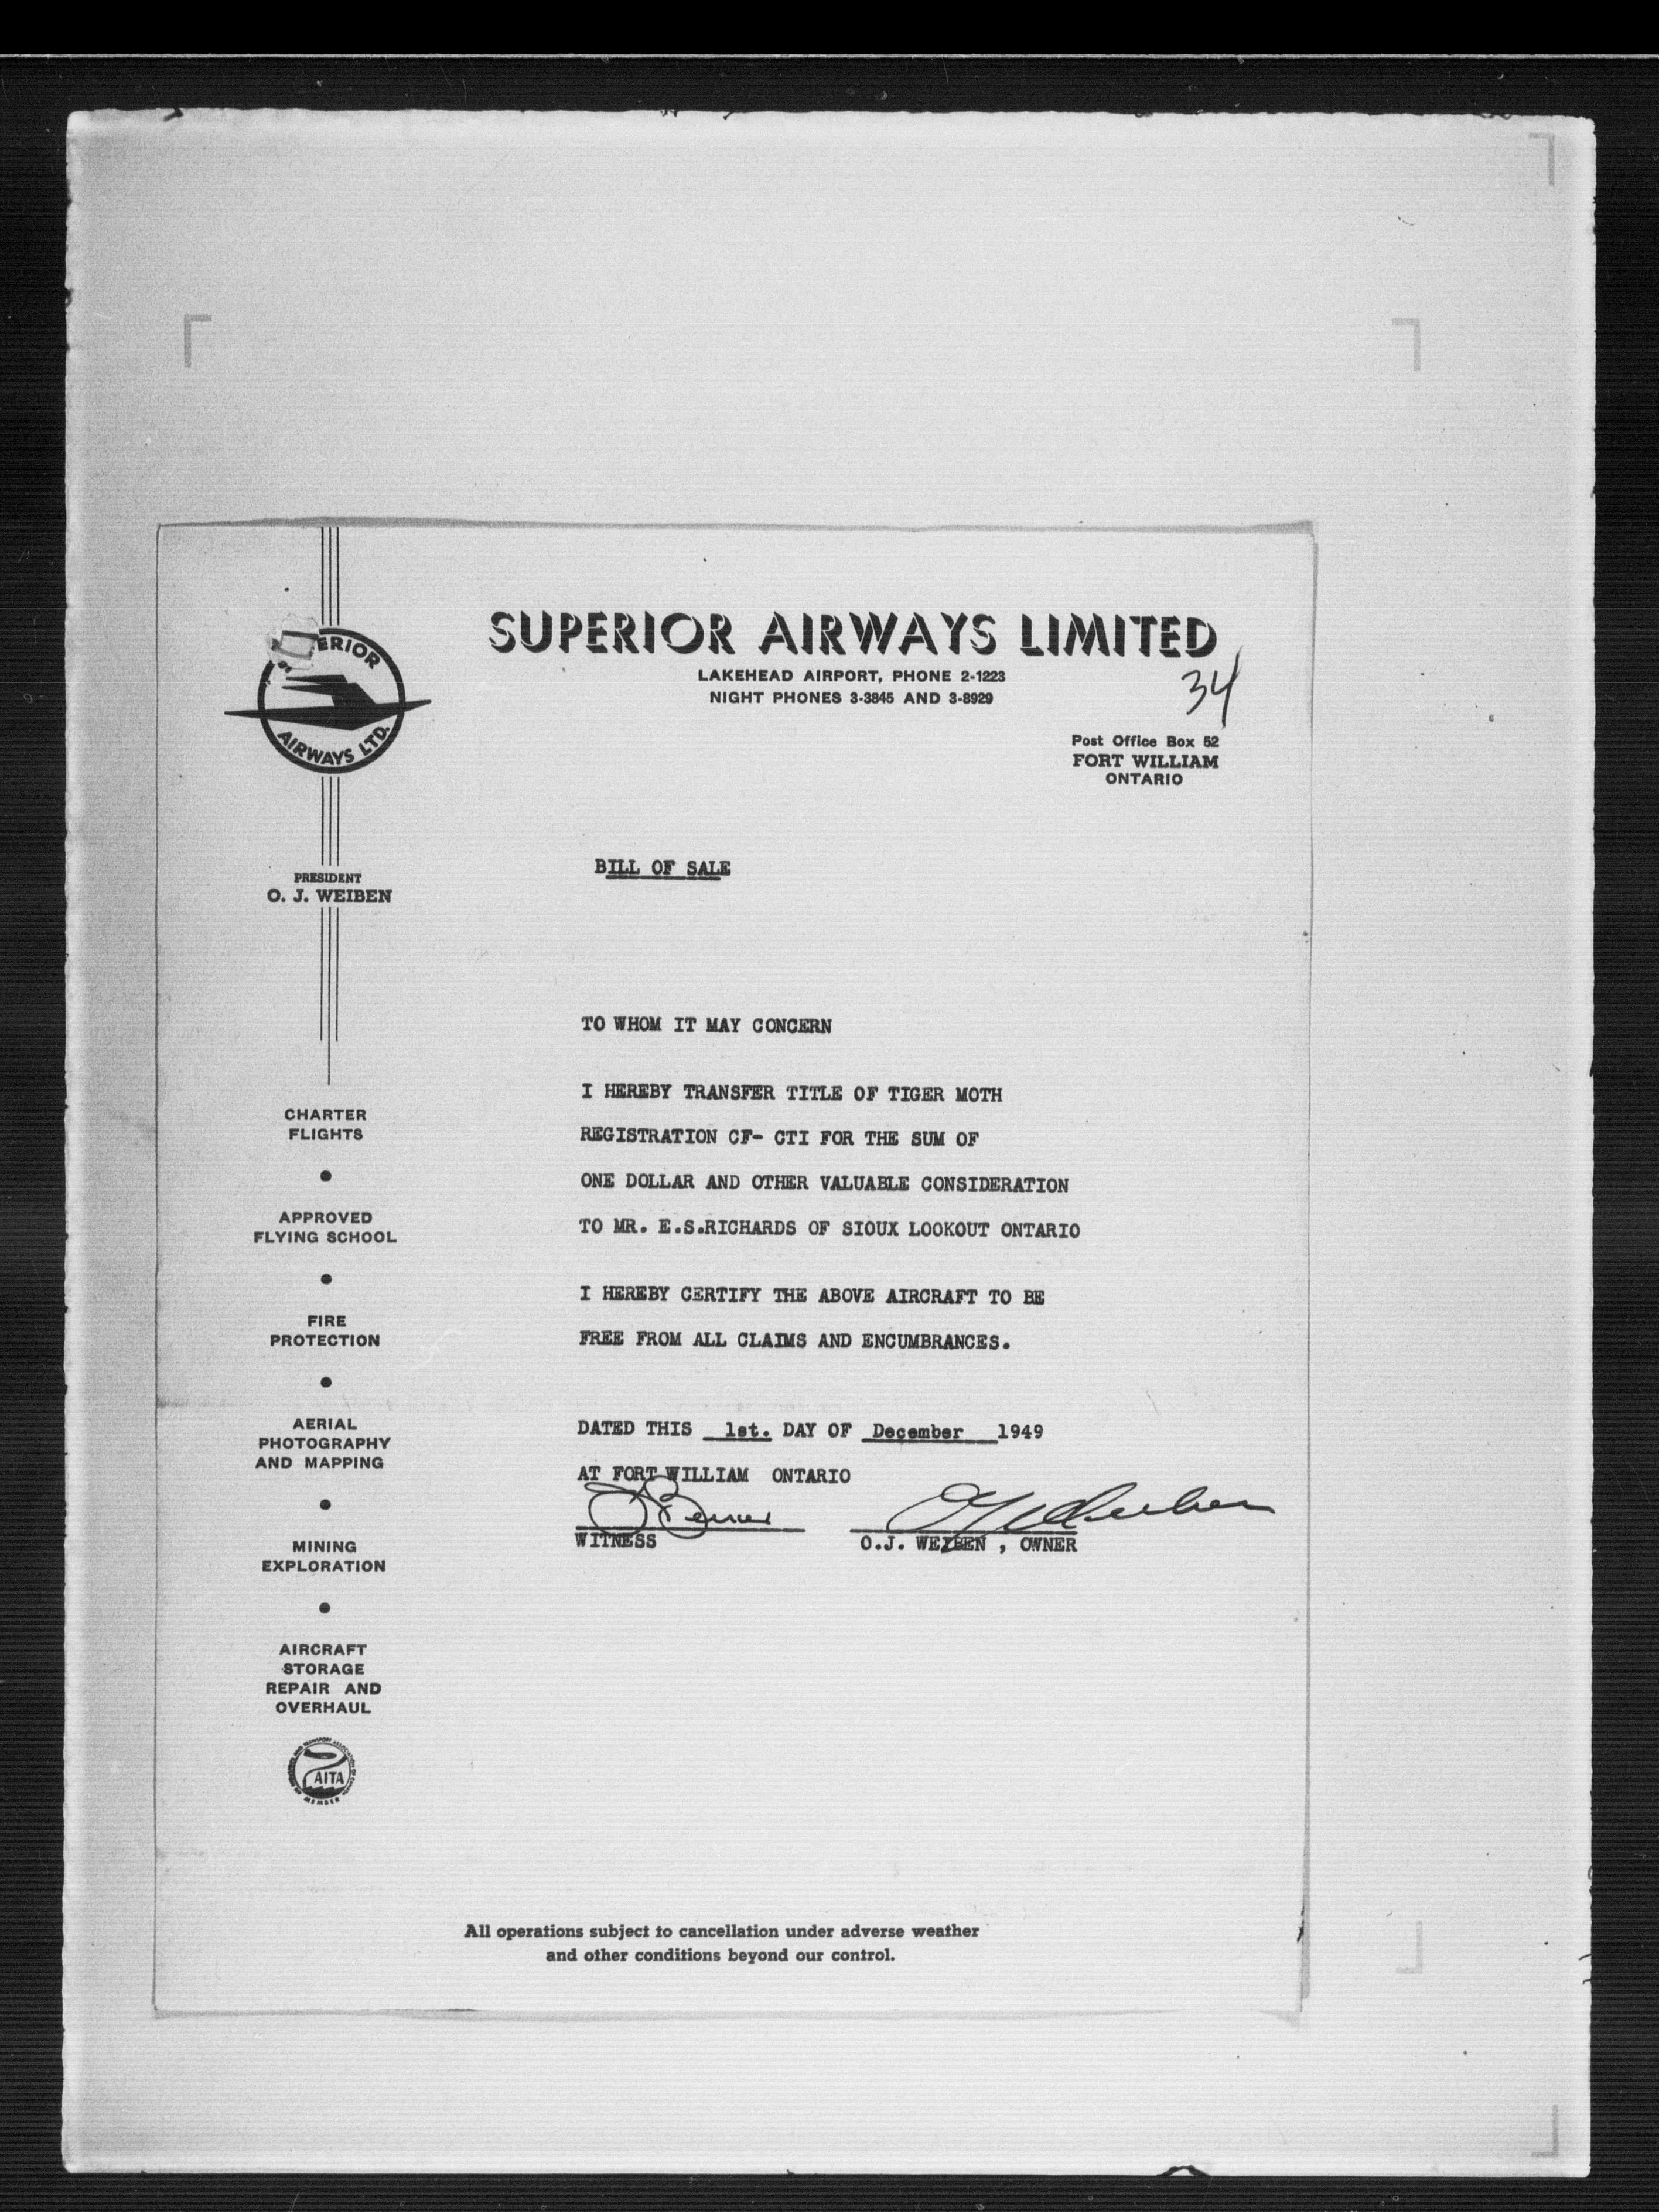 SUPERIOR AIRWAYS LIMITED
LAKEHEAD AIRPORT, PHONE 2-1223
NIGHT PHONES 3-3845 AND 3-8929
34
Post Office Box 52
FORT WILLIAM
ONTARIO
ERIOR
AIRWAYS LTD.
PRESIDENT
O. J. WEIBEN
CHARTER
FLIGHTS
APPROVED
FLYING SCHOOL
FIRE
PROTECTION
AERIAL
PHOTOGRAPHY
AND MAPPING
MINING
EXPLORATION
AIRCRAFT
STORAGE
REPAIR AND
OVERHAUL
AITA
MEMBER
BILL OF SALE
TO WHOM IT MAY CONCERN
I HEREBY TRANSFER TITLE OF TIGER MOTH
REGISTRATION CF- CTI FOR THE SUM OF
ONE DOLLAR AND OTHER VALUABLE CONSIDERATION
TO MR. E.S.RICHARDS OF SIOUX LOOKOUT ONTARIO
I HEREBY CERTIFY THE ABOVE AIRCRAFT TO BE
FREE FROM ALL CLAIMS AND ENCUMBRANCES.
DATED THIS 1st. DAY OF December 1949
AT FORT WILLIAM ONTARIO
WITNESS
O.J. WEIBEN , OWNER
All operations subject to cancellation under adverse weather
and other conditions beyond our control.